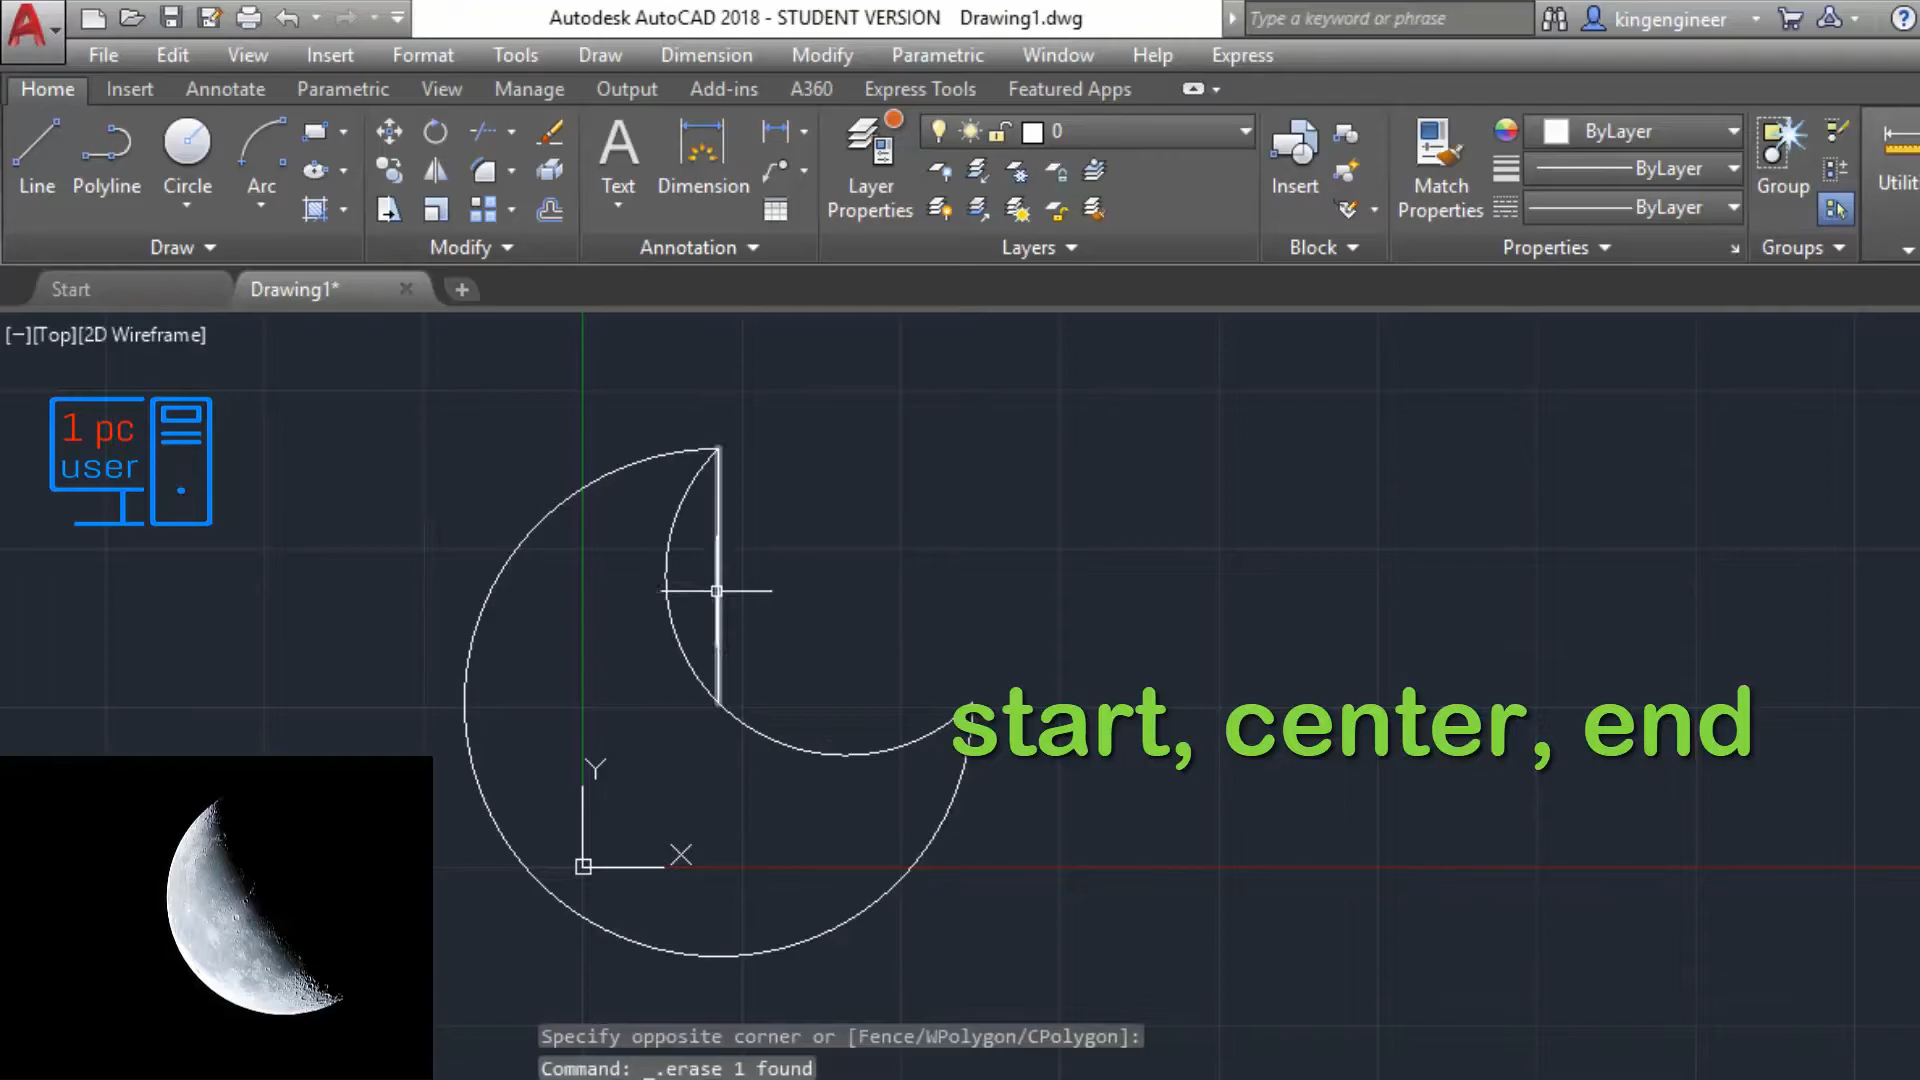 Autodesk AutoCAD 2018 - STUDENT VERSION Drawing1.dwg
Type a keyword or phrase
kingengineer
File Edit View Insert Format Tools Draw Dimension Modify Parametric Window Help Express
Home Insert Annotate Parametric View Manage Output Add-ins A360 Express Tools Featured Apps
Line Polyline Circle Arc
Text Dimension
Layer Properties
0
Insert
Match Properties
ByLayer
ByLayer
ByLayer
Group
Utiliti
Draw Modify Annotation Layers Block Properties Groups
Start Drawing1*
[−][Top][2D Wireframe]
1 pc
user
start, center, end
Y
X
Specify opposite corner or [Fence/WPolygon/CPolygon]:
Command: _.erase 1 found